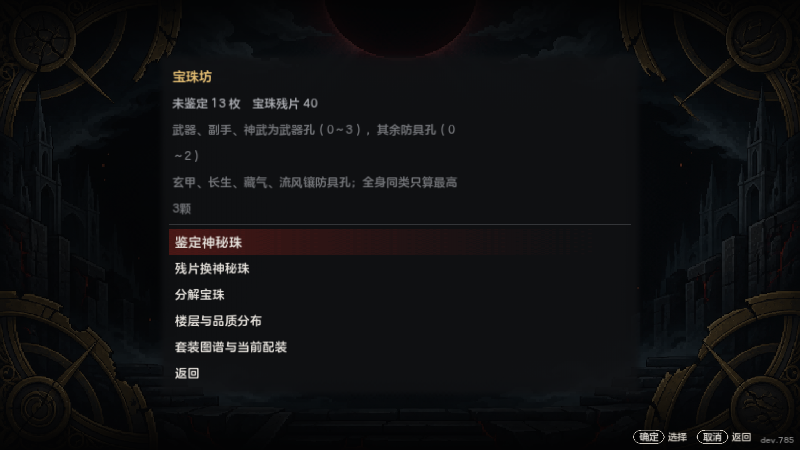 宝珠坊
未鉴定 13 枚　宝珠残片 40
武器、副手、神武为武器孔（0~3），其余防具孔（0
~2）
玄甲、长生、藏气、流风镶防具孔；全身同类只算最高
3颗
鉴定神秘珠
残片换神秘珠
分解宝珠
楼层与品质分布
套装图谱与当前配装
返回
确定 选择 取消 返回 dev.785